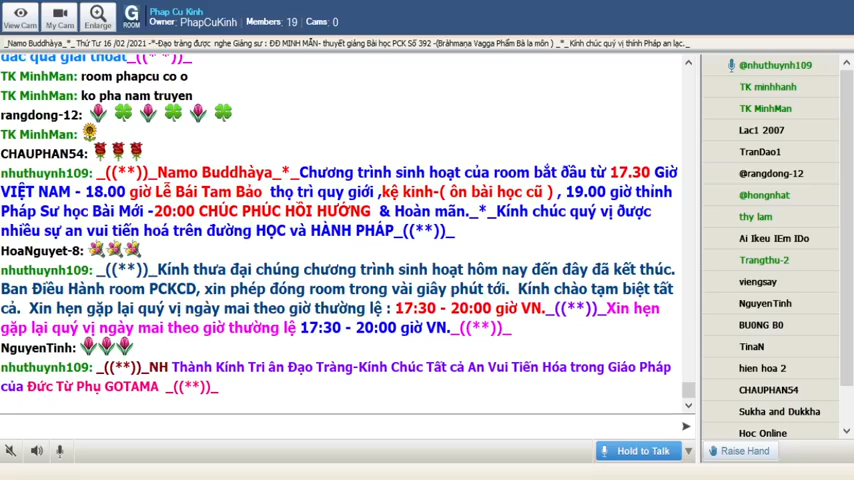 View Cam
My Cam
Enlarge
G
ROOM
Phap Cu Kinh
Owner: PhapCuKinh , Members: 19 , Cams: 0
_Namo Buddhàya_*_ Thứ Tư 16 /02 /2021 -*-Đạo tràng được nghe Giảng sư : ĐĐ MINH MẪN- thuyết giảng Bài học PCK Số 392 -(Bràhmaṇa Vagga Phẩm Bà la môn ) _*_ Kính chúc quý vị thính Pháp an lạc._
đắc quả giải thoát_((**))_
TK MinhMan: room phapcu co o
TK MinhMan: ko pha nam truyen
rangdong-12:
TK MinhMan:
CHAUPHAN54:
nhuthuynh109: _((**))_Namo Buddhàya_*_Chương trình sinh hoạt của room bắt đầu từ 17.30 Giờ
VIỆT NAM - 18.00 giờ Lễ Bái Tam Bảo thọ trì quy giới ,kệ kinh-( ôn bài học cũ ) , 19.00 giờ thỉnh
Pháp Sư học Bài Mới -20:00 CHÚC PHÚC HỒI HƯỚNG & Hoàn mãn._*_Kính chúc quý vị được
nhiều sự an vui tiến hoá trên đường HỌC và HÀNH PHÁP_((**))_
HoaNguyet-8:
nhuthuynh109: _((**))_Kính thưa đại chúng chương trình sinh hoạt hôm nay đến đây đã kết thúc.
Ban Điều Hành room PCKCD, xin phép đóng room trong vài giây phút tới. Kính chào tạm biệt tất
cả. Xin hẹn gặp lại quý vị ngày mai theo giờ thường lệ : 17:30 - 20:00 giờ VN._((**))_Xin hẹn
gặp lại quý vị ngày mai theo giờ thường lệ 17:30 - 20:00 giờ VN._((**))_
NguyenTinh:
nhuthuynh109: _((**))_NH Thành Kính Tri ân Đạo Tràng-Kính Chúc Tất cả An Vui Tiến Hóa trong Giáo Pháp
của Đức Từ Phụ GOTAMA _((**))_
Hold to Talk
@nhuthuynh109
TK minhhanh
TK MinhMan
Lac1 2007
TranDao1
@rangdong-12
@hongnhat
thy lam
Ai Ikeu IEm IDo
Trangthu-2
viengsay
NguyenTinh
BU0NG B0
TinaN
hien hoa 2
CHAUPHAN54
Sukha and Dukkha
Hoc Online
Raise Hand